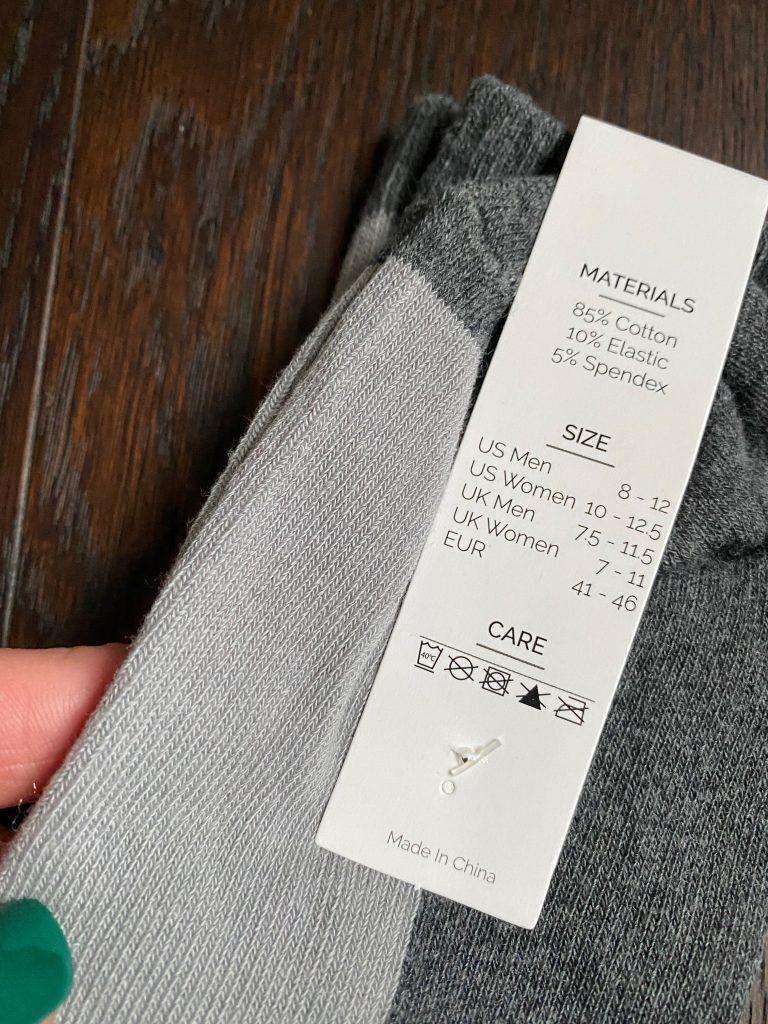 MATERIALS
85% Cotton
10% Elastic
5% Spendex
SIZE
US Men 8 - 12
US Women 10 - 12.5
UK Men 7.5 - 11.5
UK Women 7 - 11
EUR 41 - 46
CARE
40°C
Made In China